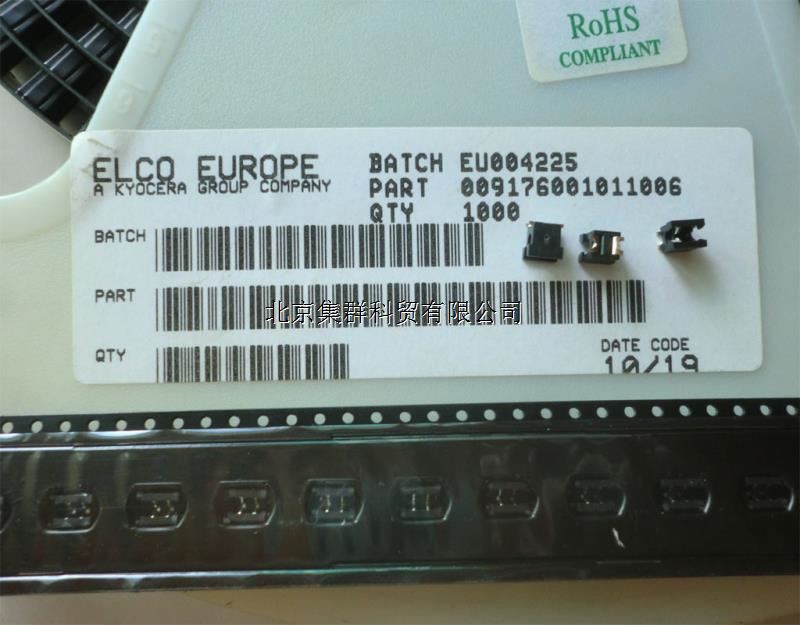 RoHS
COMPLIANT
ELCO EUROPE
A KYOCERA GROUP COMPANY
BATCH EU004225
PART 009176001011006
QTY 1000
BATCH
PART
北京集群科贸有限公司
QTY
DATE CODE
10/19